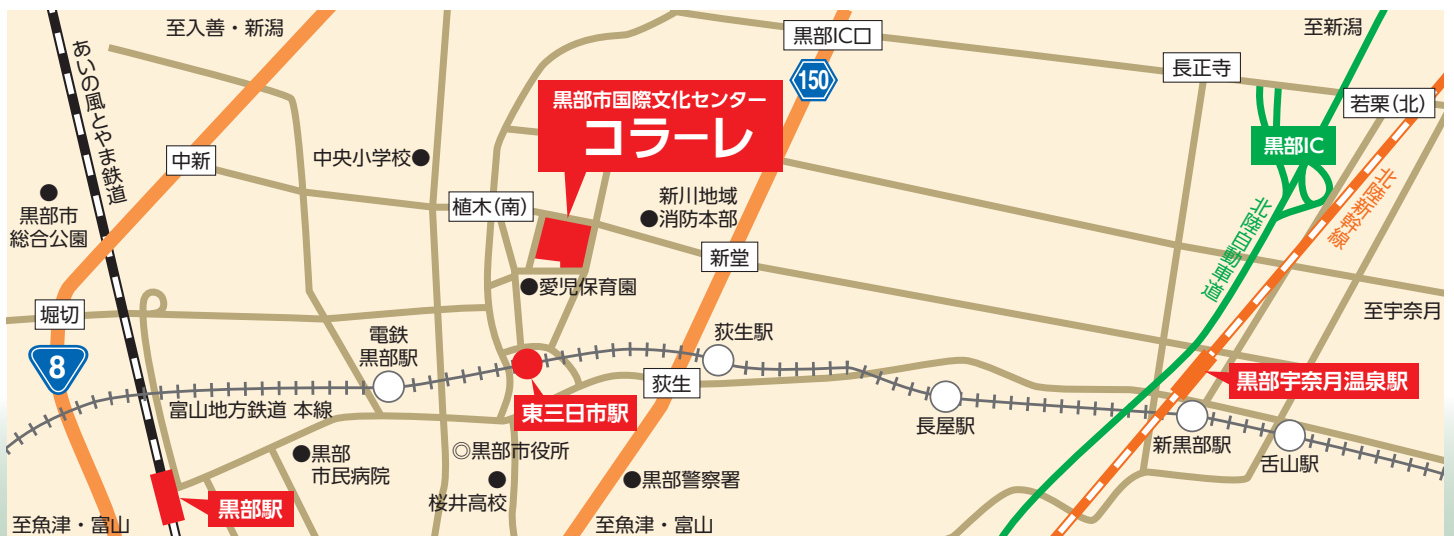 至入善・新潟
あいの風とやま鉄道
黒部IC口
150
至新潟
長正寺
若栗(北)
黒部IC
黒部市国際文化センター
コラーレ
中新
中央小学校
黒部市
総合公園
植木(南)
新川地域
消防本部
新堂
愛児保育園
北陸新幹線
北陸自動車道
至宇奈月
堀切
8
電鉄
黒部駅
荻生駅
荻生
黒部宇奈月温泉駅
富山地方鉄道 本線
東三日市駅
長屋駅
新黒部駅
舌山駅
黒部
市民病院
◎黒部市役所
桜井高校
黒部警察署
黒部駅
至魚津・富山
至魚津・富山